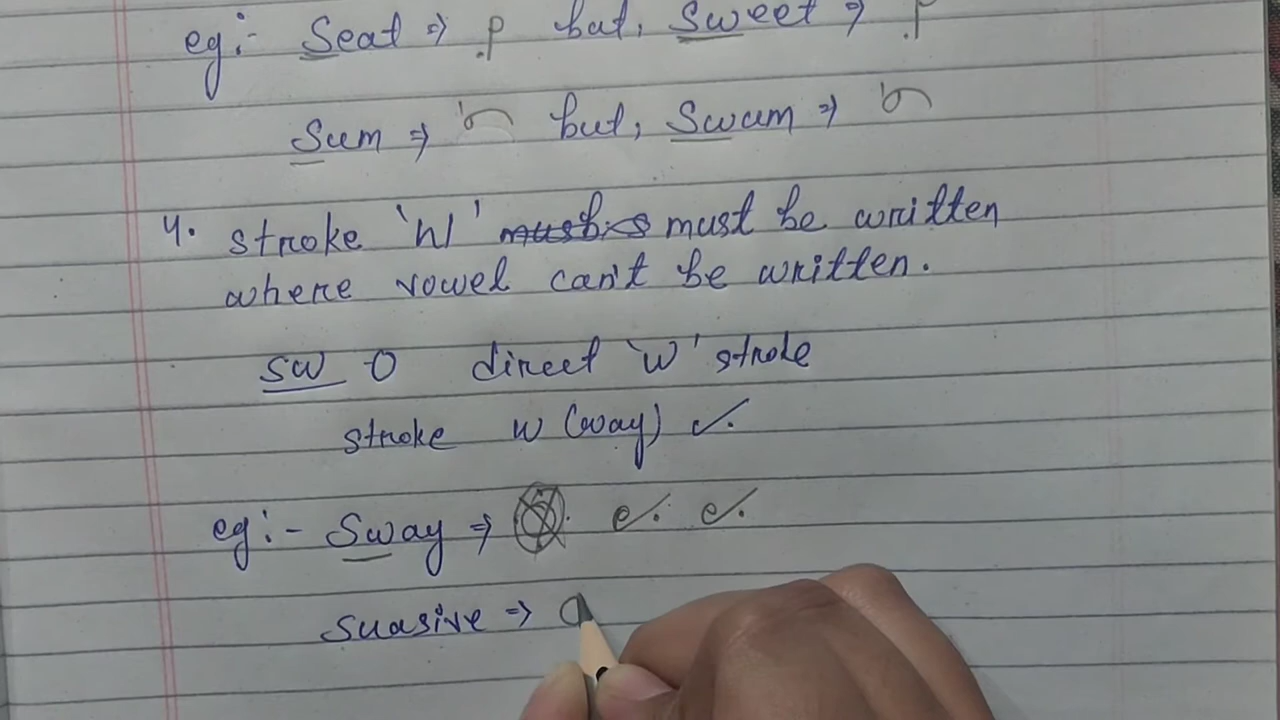 eg:- Seat ⇒ but, Sweet ⇒
Sum ⇒ but, Swum ⇒
4. stroke 'W' must be written
where vowel can't be written.
SW O direct 'W' stroke
stroke W (way)
eg:- Sway ⇒
Suasive ⇒